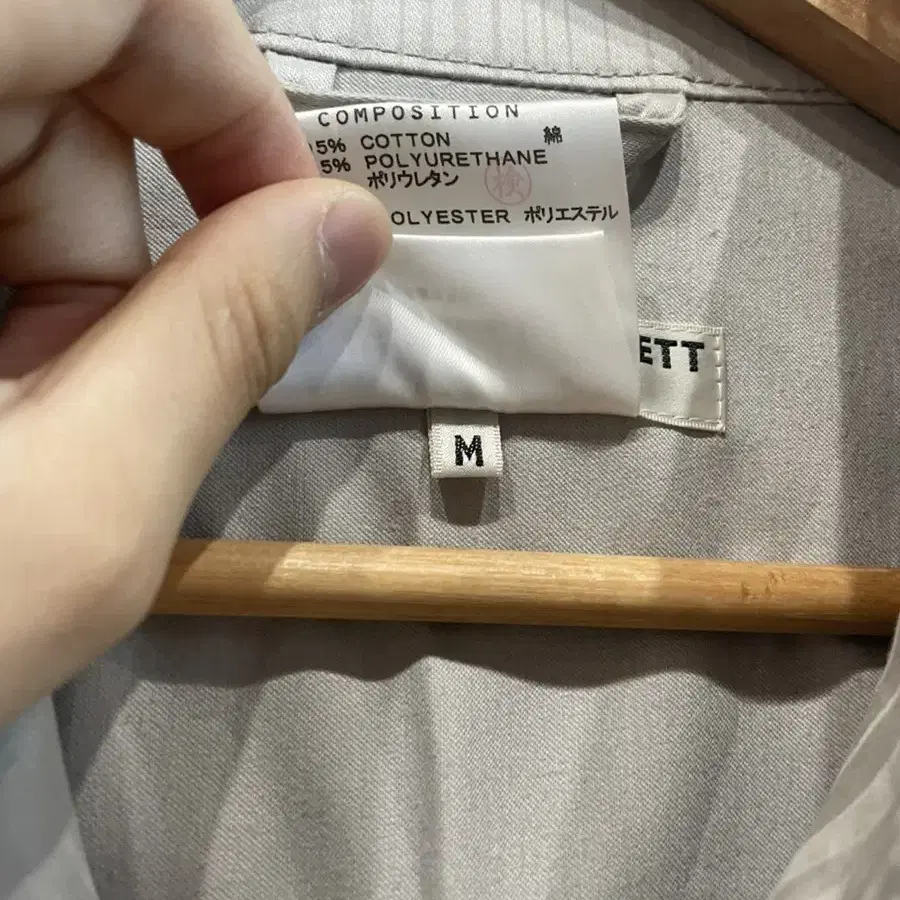 COMPOSITION
5% COTTON 綿
5% POLYURETHANE
ポリウレタン 検
OLYESTER ポリエステル
ETT
M